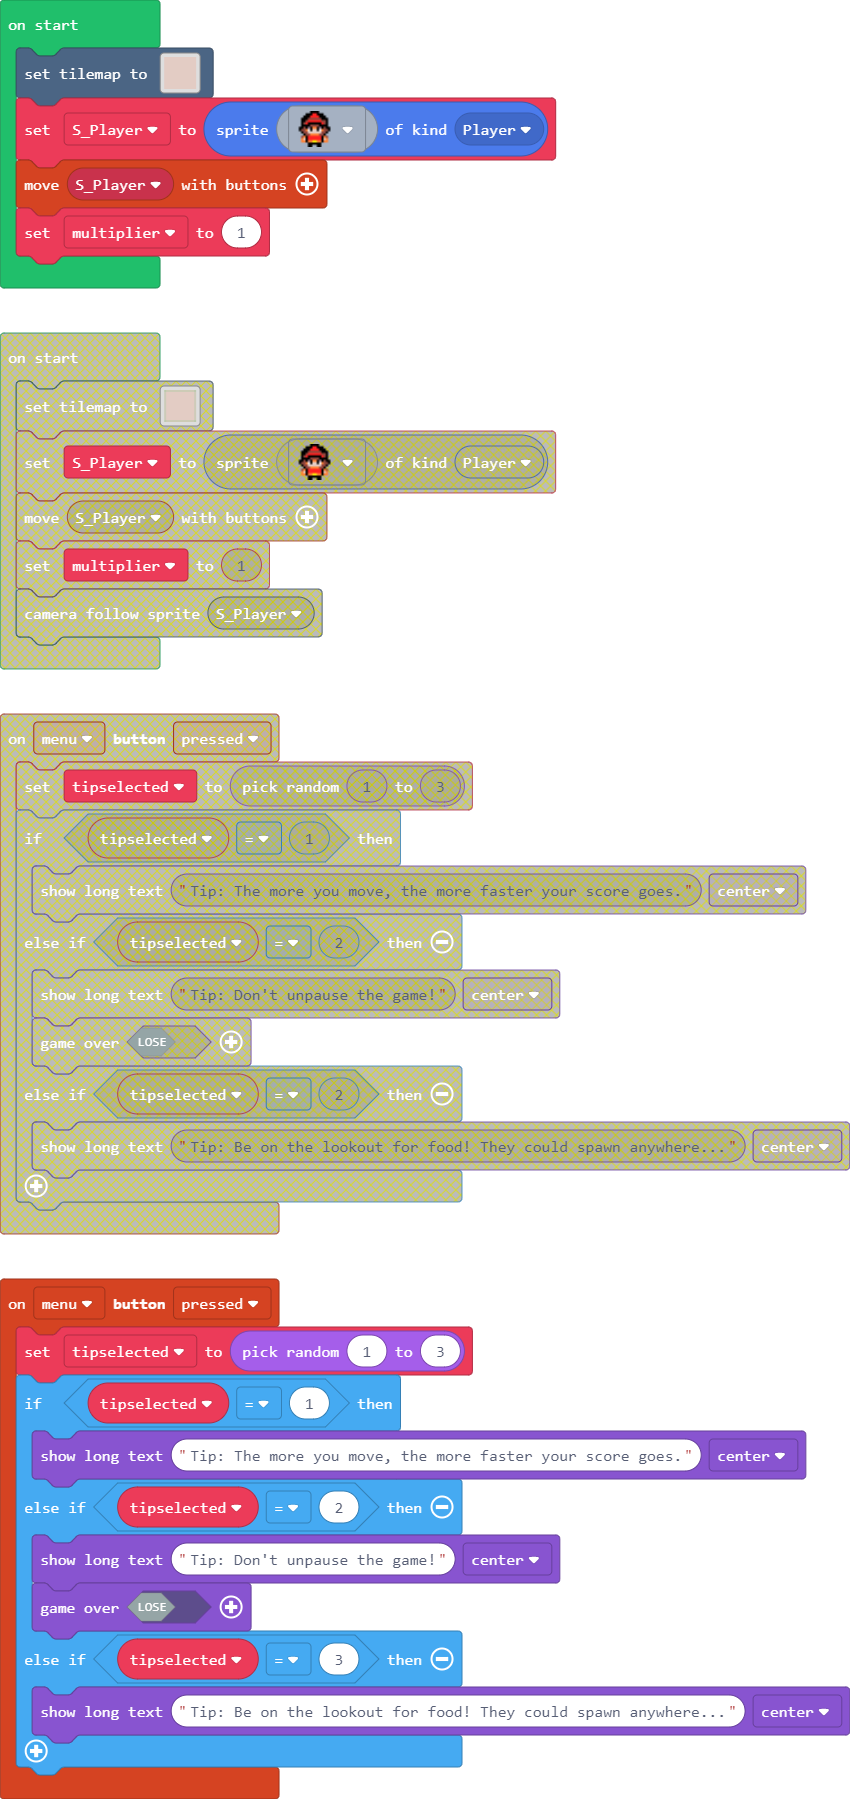 on start
set tilemap to
set S_Player to sprite of kind Player
move S_Player with buttons
set multiplier to 1
on start
set tilemap to
set S_Player to sprite of kind Player
move S_Player with buttons
set multiplier to 1
camera follow sprite S_Player
on menu button pressed
set tipselected to pick random 1 to 3
if tipselected = 1 then
show long text "Tip: The more you move, the more faster your score goes." center
else if tipselected = 2 then
show long text "Tip: Don't unpause the game!" center
game over LOSE
else if tipselected = 2 then
show long text "Tip: Be on the lookout for food! They could spawn anywhere..." center
on menu button pressed
set tipselected to pick random 1 to 3
if tipselected = 1 then
show long text "Tip: The more you move, the more faster your score goes." center
else if tipselected = 2 then
show long text "Tip: Don't unpause the game!" center
game over LOSE
else if tipselected = 3 then
show long text "Tip: Be on the lookout for food! They could spawn anywhere..." center